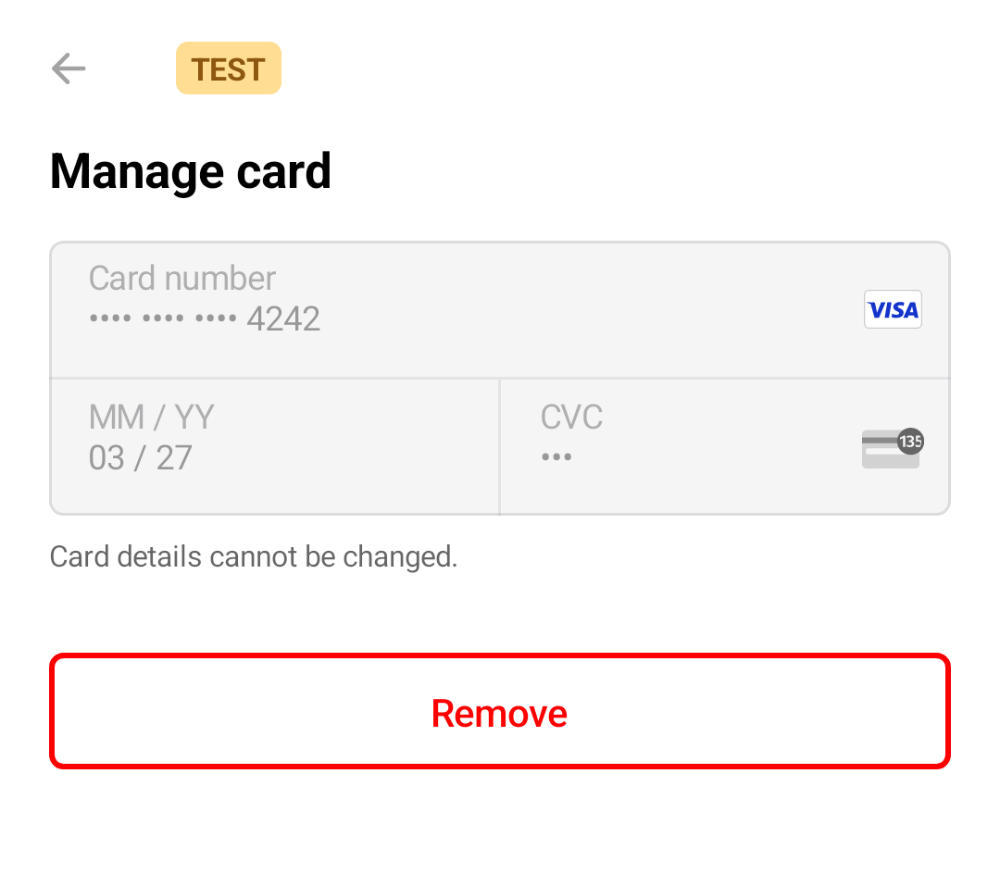 TEST
Manage card
Card number
•••• •••• •••• 4242
VISA
MM / YY
03 / 27
CVC
•••
135
Card details cannot be changed.
Remove